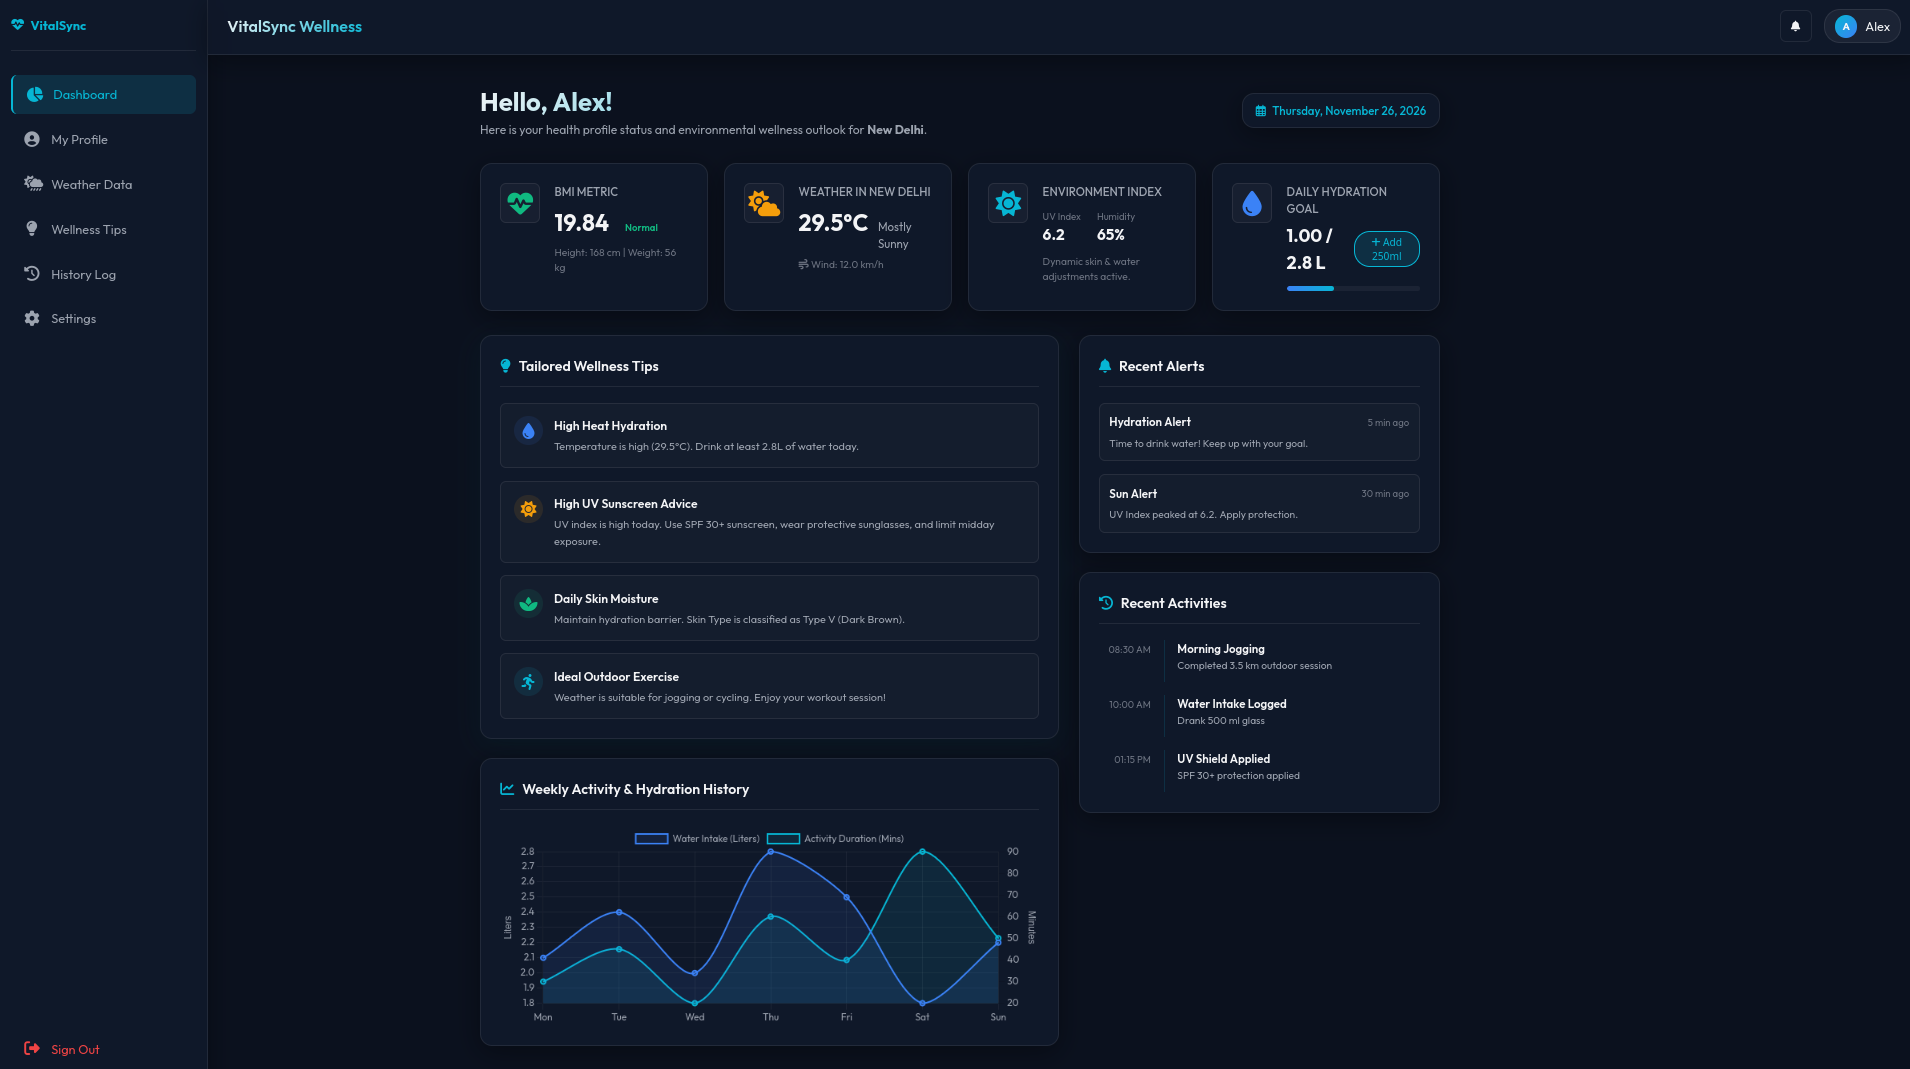 VitalSync
VitalSync Wellness
A
Alex
Dashboard
My Profile
Weather Data
Wellness Tips
History Log
Settings
Sign Out
Hello, Alex!
Here is your health profile status and environmental wellness outlook for New Delhi.
Thursday, November 26, 2026
BMI METRIC
19.84 Normal
Height: 168 cm | Weight: 56
kg
WEATHER IN NEW DELHI
29.5°C Mostly
Sunny
Wind: 12.0 km/h
ENVIRONMENT INDEX
UV Index Humidity
6.2 65%
Dynamic skin & water
adjustments active.
DAILY HYDRATION
GOAL
1.00 /
2.8 L
+ Add
250ml
Tailored Wellness Tips
High Heat Hydration
Temperature is high (29.5°C). Drink at least 2.8L of water today.
High UV Sunscreen Advice
UV index is high today. Use SPF 30+ sunscreen, wear protective sunglasses, and limit midday
exposure.
Daily Skin Moisture
Maintain hydration barrier. Skin Type is classified as Type V (Dark Brown).
Ideal Outdoor Exercise
Weather is suitable for jogging or cycling. Enjoy your workout session!
Recent Alerts
Hydration Alert 5 min ago
Time to drink water! Keep up with your goal.
Sun Alert 30 min ago
UV Index peaked at 6.2. Apply protection.
Recent Activities
08:30 AM Morning Jogging
Completed 3.5 km outdoor session
10:00 AM Water Intake Logged
Drank 500 ml glass
01:15 PM UV Shield Applied
SPF 30+ protection applied
Weekly Activity & Hydration History
Water Intake (Liters) Activity Duration (Mins)
Liters
2.8
2.7
2.6
2.5
2.4
2.3
2.2
2.1
2.0
1.9
1.8
90
80
70
60
50
40
30
20
Minutes
Mon Tue Wed Thu Fri Sat Sun